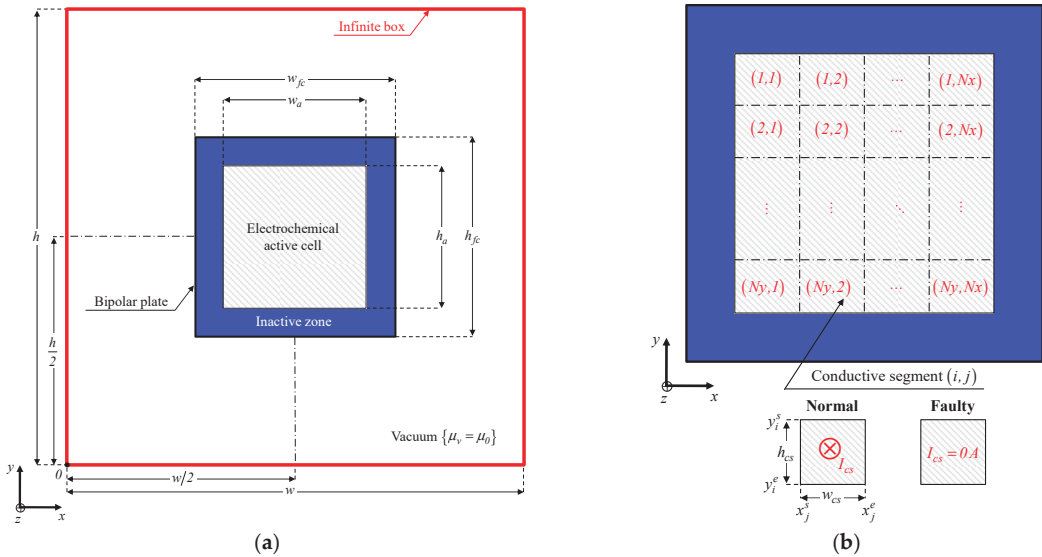 Infinite box
w_fc
w_a
h
Electrochemical
active cell
h_a
h_fc
Bipolar plate
Inactive zone
h/2
Vacuum {μ_v = μ_0}
y
0
w/2
z
x
w
(a)
(1,1) (1,2) ... (1,Nx)
(2,1) (2,2) ... (2,Nx)
⋮ ⋮ ⋱ ⋮
(Ny,1) (Ny,2) ... (Ny,Nx)
y
z
x
Conductive segment (i, j)
Normal
Faulty
y_i^s
h_cs
I_cs
I_cs = 0 A
y_i^e
w_cs
x_j^s
x_j^e
(b)